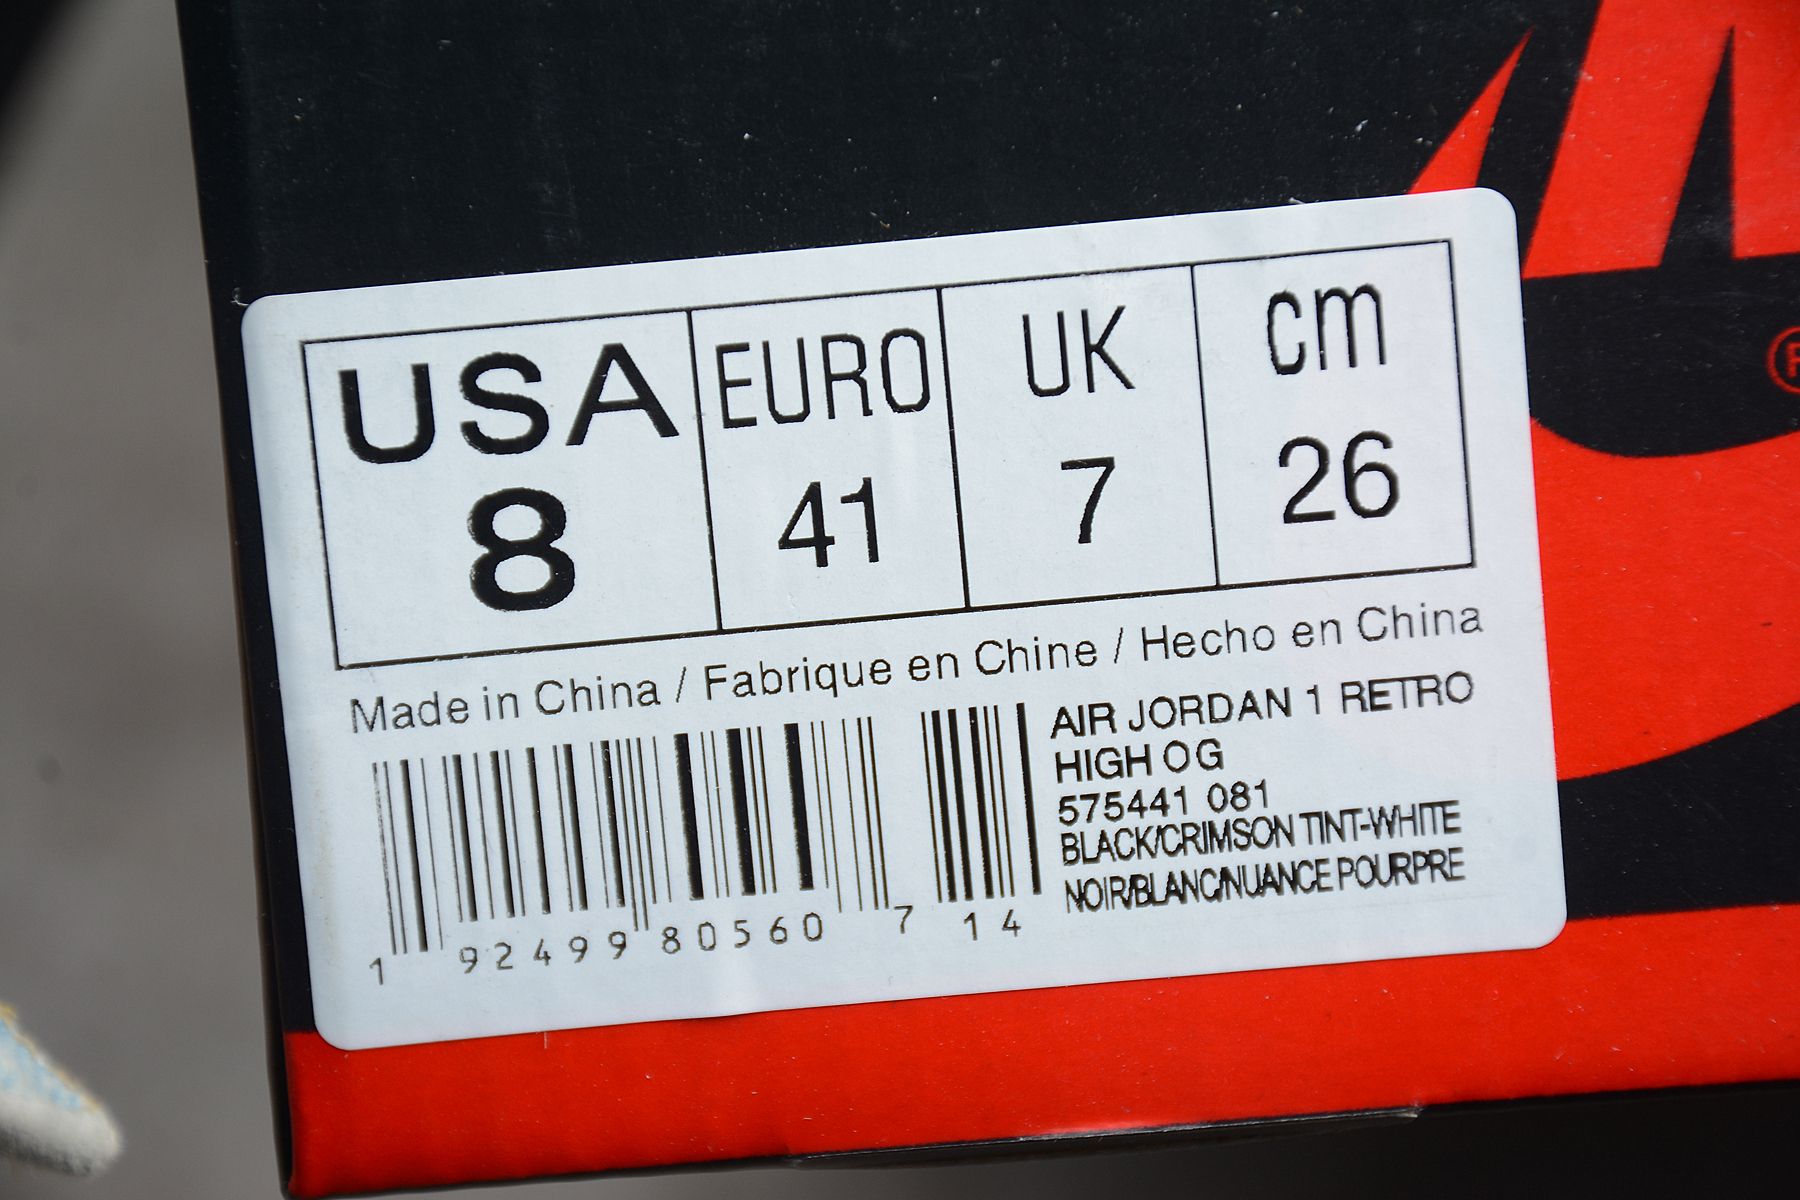 USA EURO UK cm
8 41 7 26
Made in China / Fabrique en Chine / Hecho en China
AIR JORDAN 1 RETRO
HIGH OG
575441 081
BLACK/CRIMSON TINT-WHITE
NOIR/BLANC/NUANCE POURPRE
1 92499 80560 7 14
®